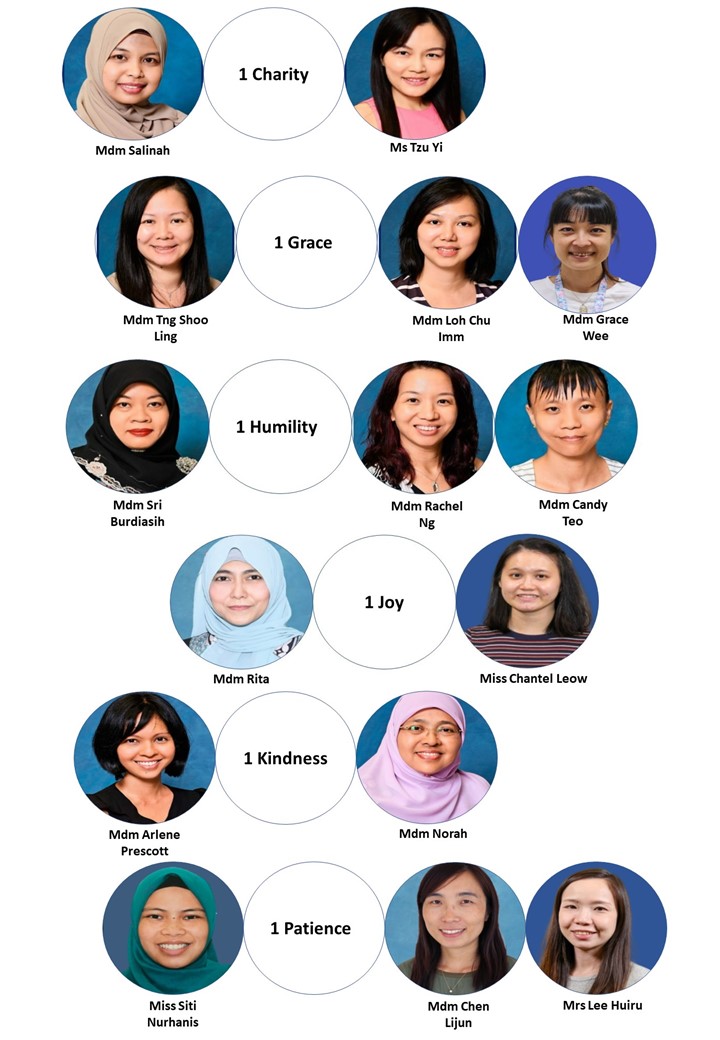 1 Charity
Mdm Salinah
Ms Tzu Yi
1 Grace
Mdm Tng Shoo
Ling
Mdm Loh Chu
Imm
Mdm Grace
Wee
1 Humility
Mdm Sri
Burdiasih
Mdm Rachel
Ng
Mdm Candy
Teo
1 Joy
Mdm Rita
Miss Chantel Leow
1 Kindness
Mdm Arlene
Prescott
Mdm Norah
1 Patience
Miss Siti
Nurhanis
Mdm Chen
Lijun
Mrs Lee Huiru